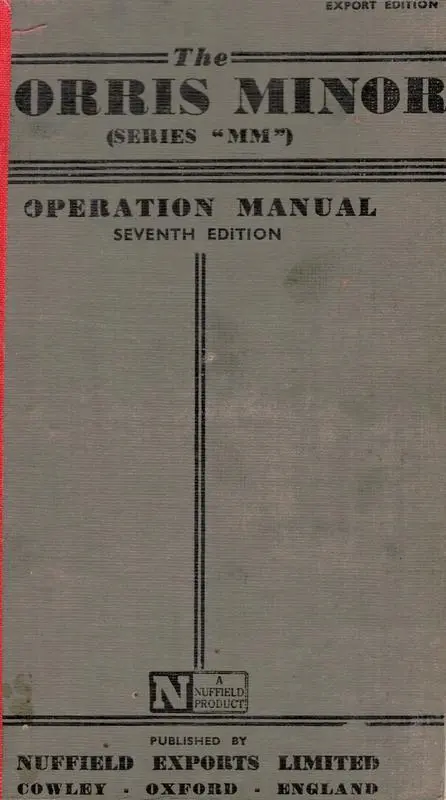 EXPORT EDITION
The
ORRIS MINOR
(SERIES "MM")
OPERATION MANUAL
SEVENTH EDITION
N
A
NUFFIELD
PRODUCT
PUBLISHED BY
NUFFIELD EXPORTS LIMITED
COWLEY - OXFORD - ENGLAND